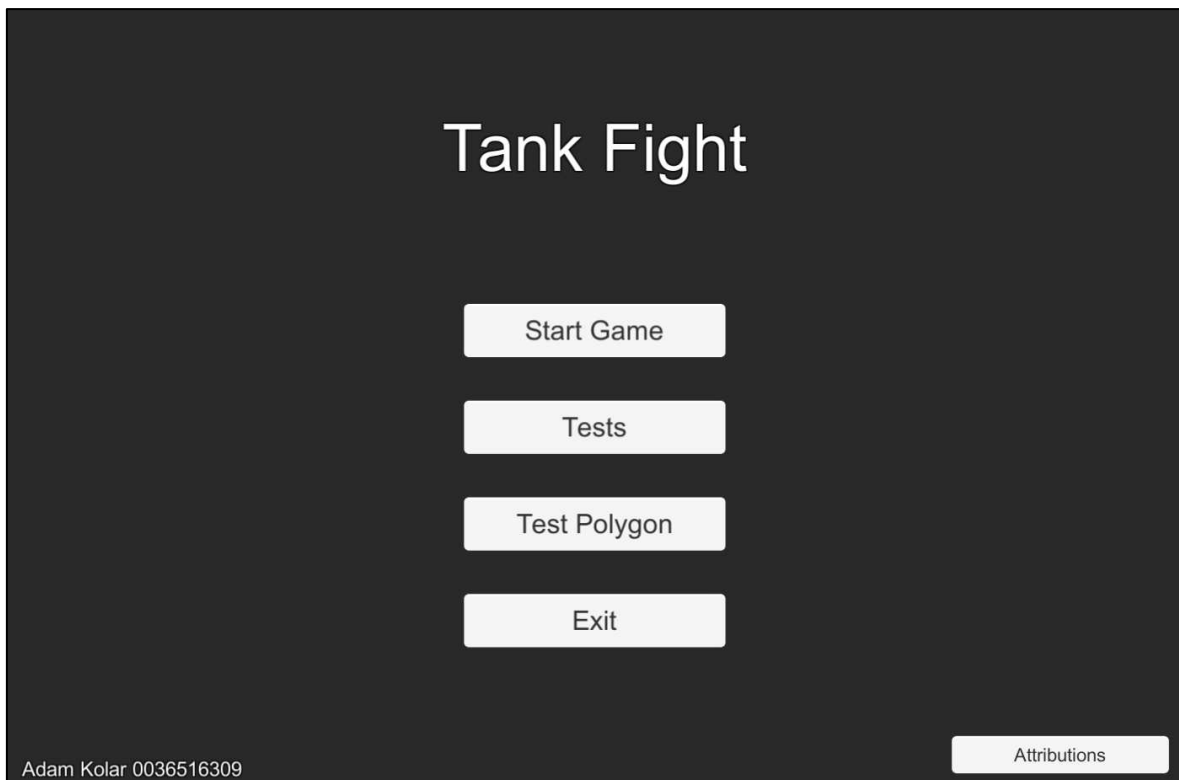 Tank Fight
Start Game
Tests
Test Polygon
Exit
Adam Kolar 0036516309
Attributions